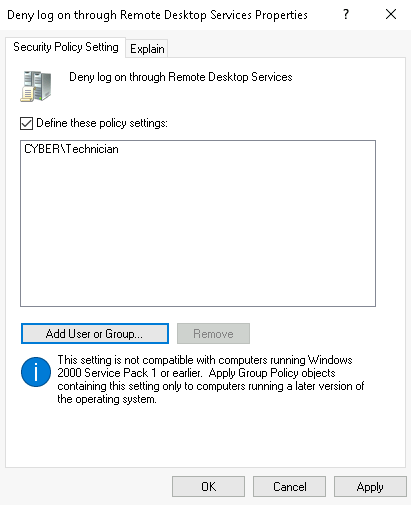 Deny log on through Remote Desktop Services Properties ? ×
Security Policy Setting Explain
Deny log on through Remote Desktop Services
Define these policy settings:
CYBER\Technician
Add User or Group... Remove
This setting is not compatible with computers running Windows
2000 Service Pack 1 or earlier. Apply Group Policy objects
containing this setting only to computers running a later version of
the operating system.
OK Cancel Apply